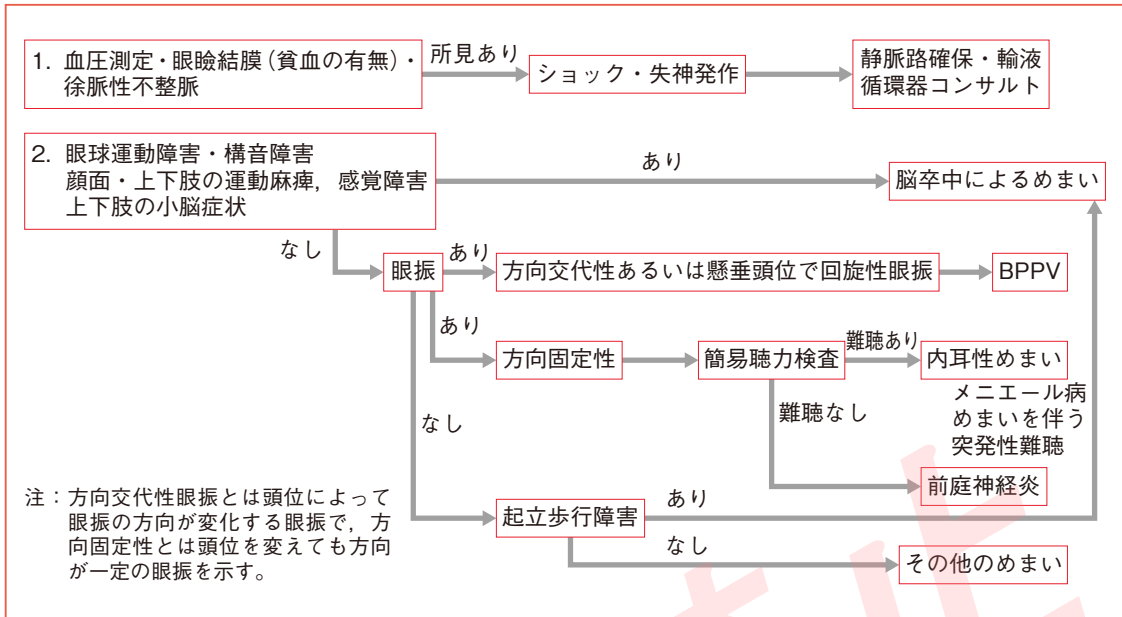 1. 血圧測定・眼瞼結膜（貧血の有無）・
徐脈性不整脈
所見あり
ショック・失神発作
静脈路確保・輸液
循環器コンサルト
2. 眼球運動障害・構音障害
顔面・上下肢の運動麻痺，感覚障害
上下肢の小脳症状
あり
脳卒中によるめまい
なし
眼振
あり
方向交代性あるいは懸垂頭位で回旋性眼振
BPPV
あり
方向固定性
簡易聴力検査
難聴あり
内耳性めまい
メニエール病
めまいを伴う
突発性難聴
難聴なし
前庭神経炎
なし
起立歩行障害
あり
なし
その他のめまい
注：方向交代性眼振とは頭位によって
眼振の方向が変化する眼振で，方
向固定性とは頭位を変えても方向
が一定の眼振を示す。